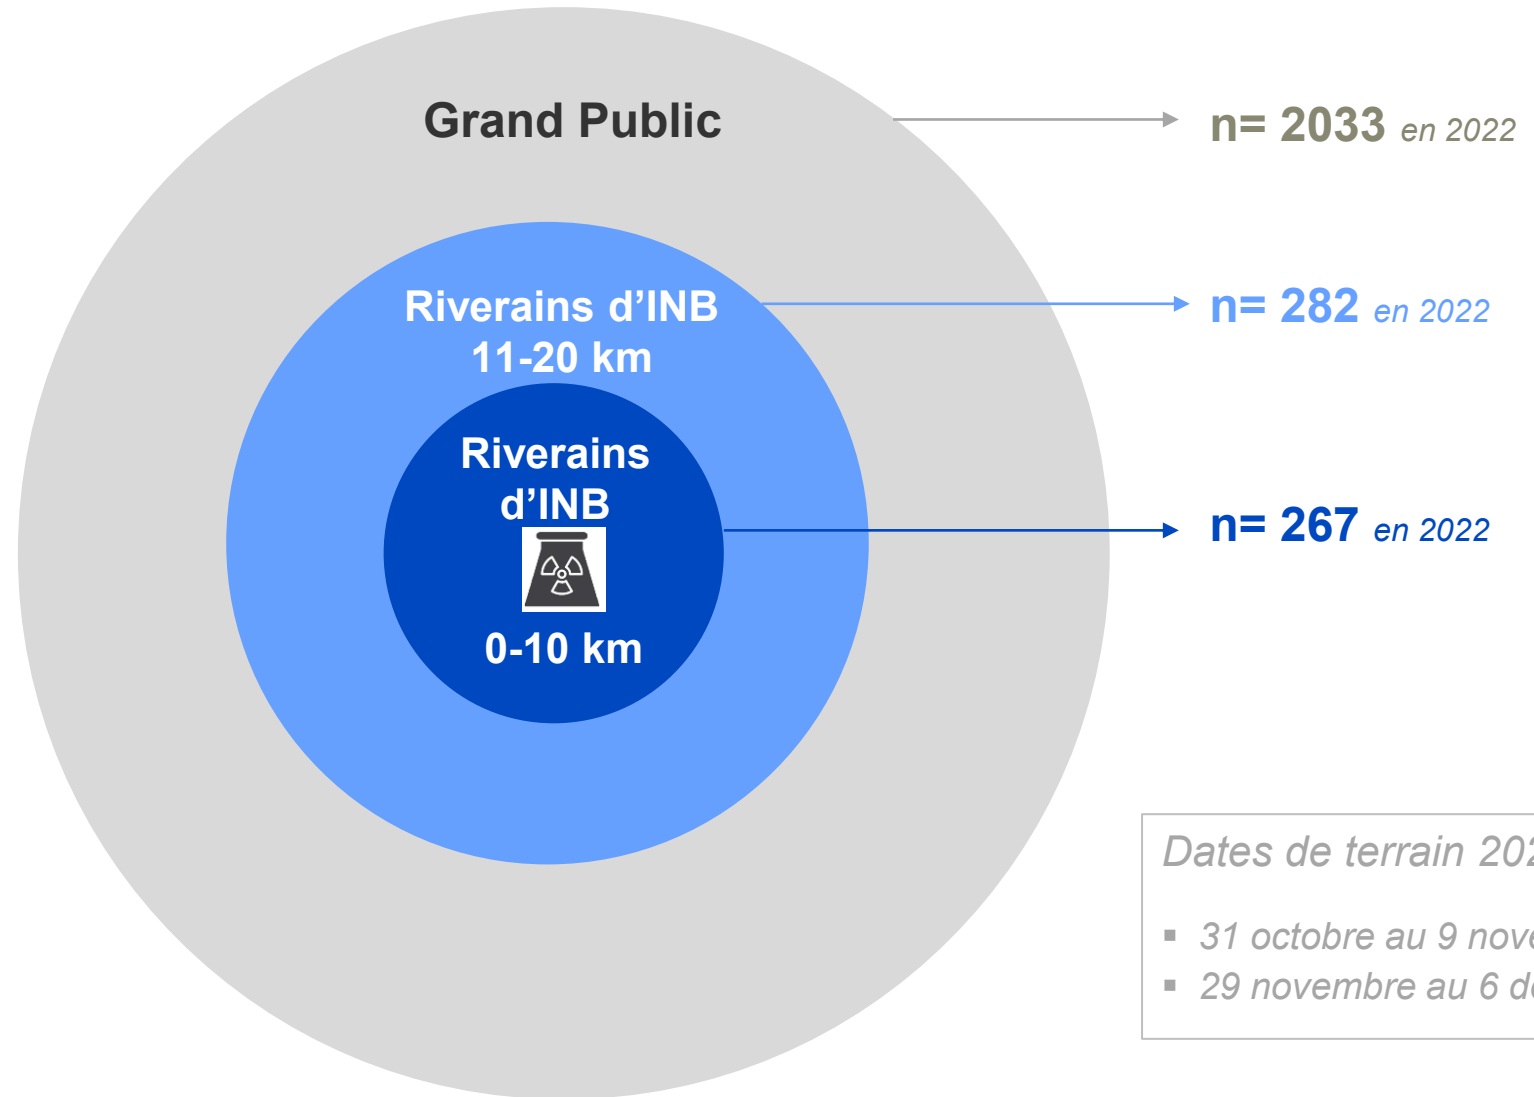 Grand Public
n= 2033 en 2022
Riverains d’INB
11-20 km
n= 282 en 2022
Riverains
d’INB
0-10 km
n= 267 en 2022
Dates de terrain
▪ 31 octobre au 9
▪ 29 novembre au 6